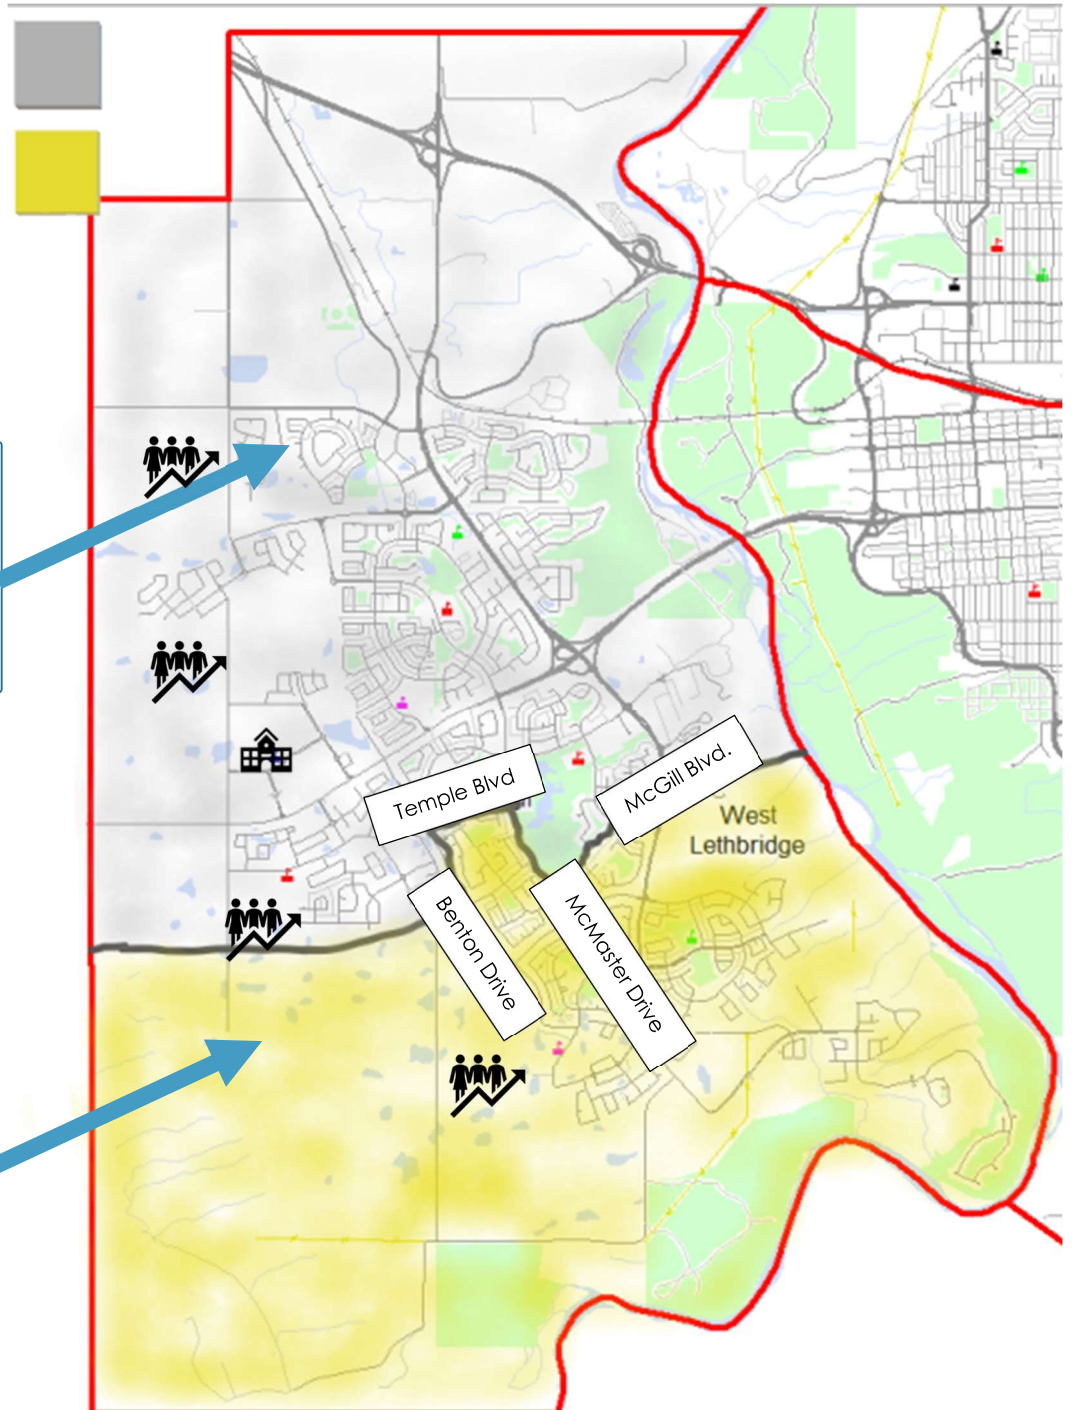 Temple Blvd
McGill Blvd.
West
Lethbridge
Benton Drive
McMaster Drive